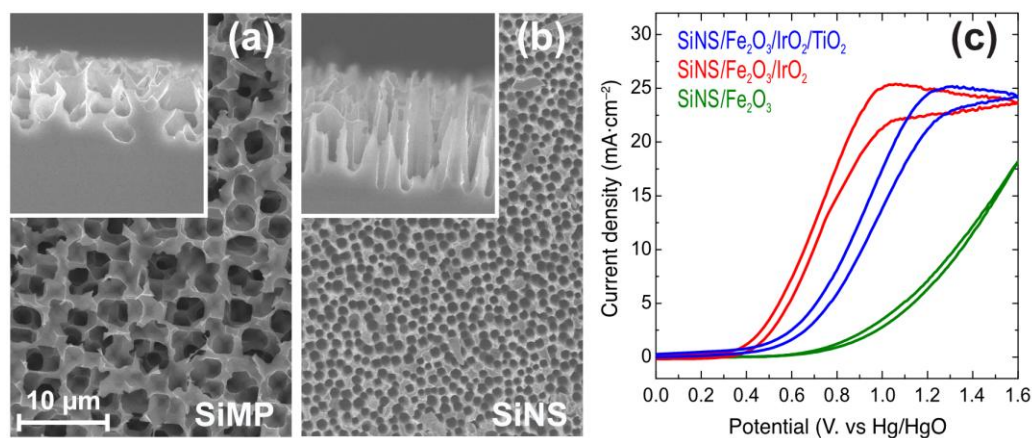 (a)
10 µm
SiMP
(b)
SiNS
(c)
SiNS/Fe₂O₃/IrO₂/TiO₂
SiNS/Fe₂O₃/IrO₂
SiNS/Fe₂O₃
Current density (mA·cm⁻²)
30
25
20
15
10
5
0
0.0 0.2 0.4 0.6 0.8 1.0 1.2 1.4 1.6
Potential (V. vs Hg/HgO